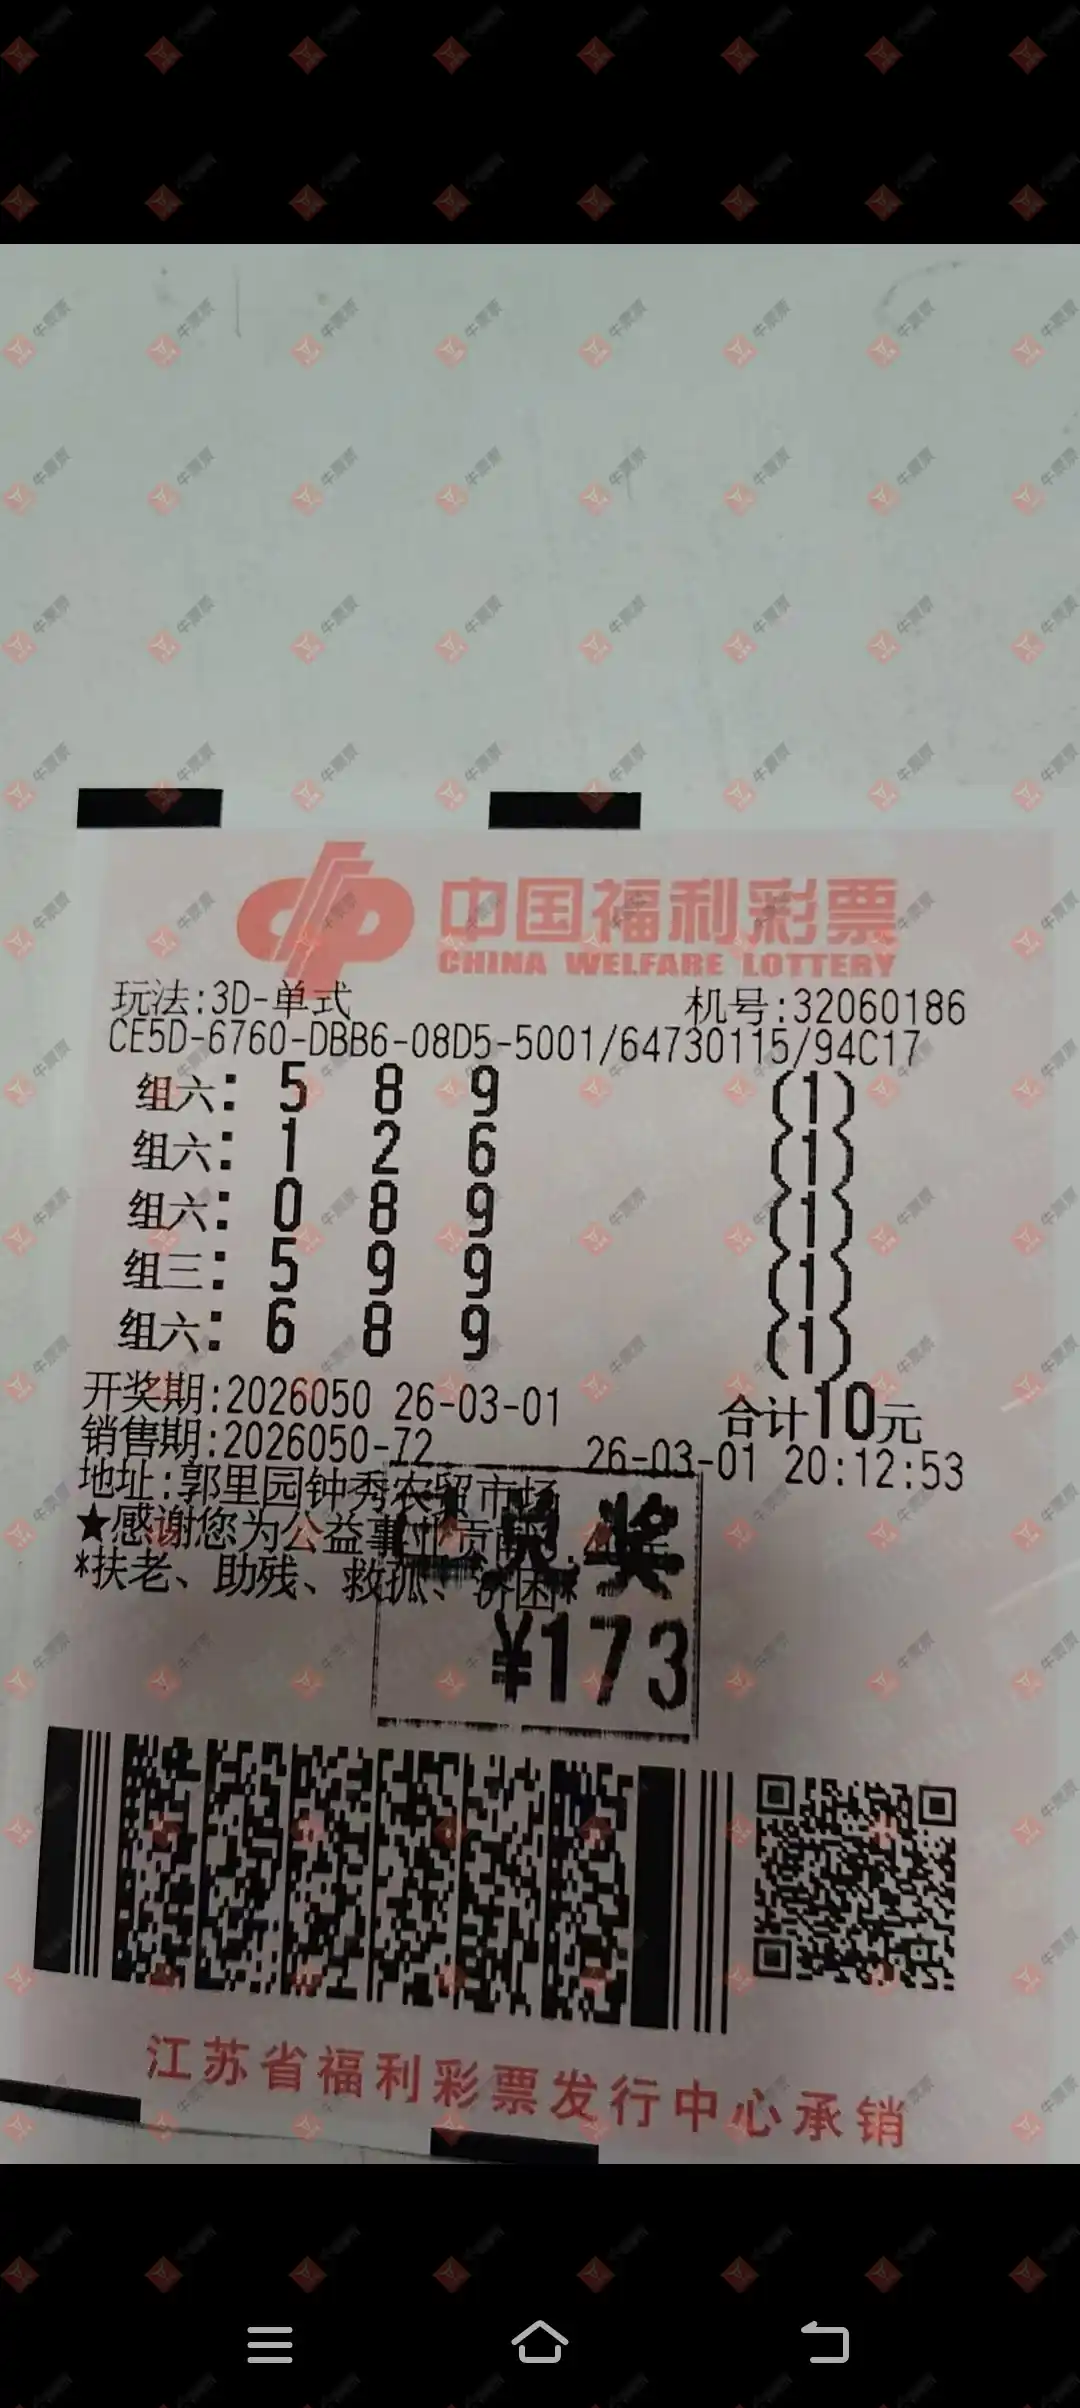 中国福利彩票
CHINA WELFARE LOTTERY
玩法:3D-单式 机号:32060186
CE5D-6760-DBB6-08D5-5001/64730115/94C17
组六: 5 8 9 (1)
组六: 1 2 6 (1)
组六: 0 8 9 (1)
组三: 5 9 9 (1)
组六: 6 8 9 (1)
开奖期:2026050 26-03-01 合计10元
销售期:2026050-72 26-03-01 20:12:53
地址:郭里园钟秀农贸市场
★感谢您为公益事业贡献
*扶老、助残、救孤、济困*
兑奖
¥173
江苏省福利彩票发行中心承销
牛票票